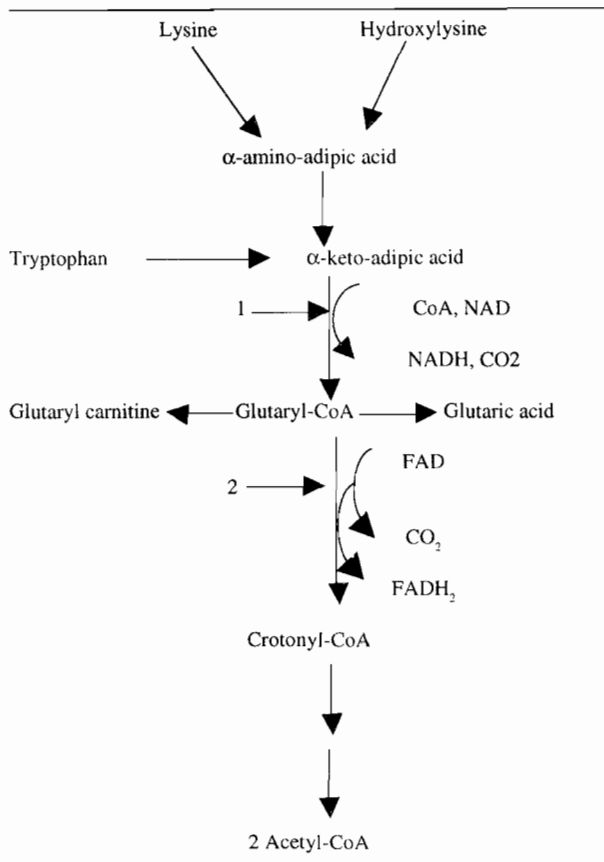 Lysine
Hydroxylysine
α-amino-adipic acid
Tryptophan
α-keto-adipic acid
1
CoA, NAD
NADH, CO2
Glutaryl carnitine
Glutaryl-CoA
Glutaric acid
2
FAD
CO₂
FADH₂
Crotonyl-CoA
2 Acetyl-CoA